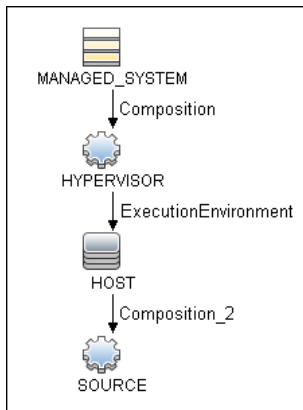 MANAGED_SYSTEM
Composition
HYPERVISOR
ExecutionEnvironment
HOST
Composition_2
SOURCE